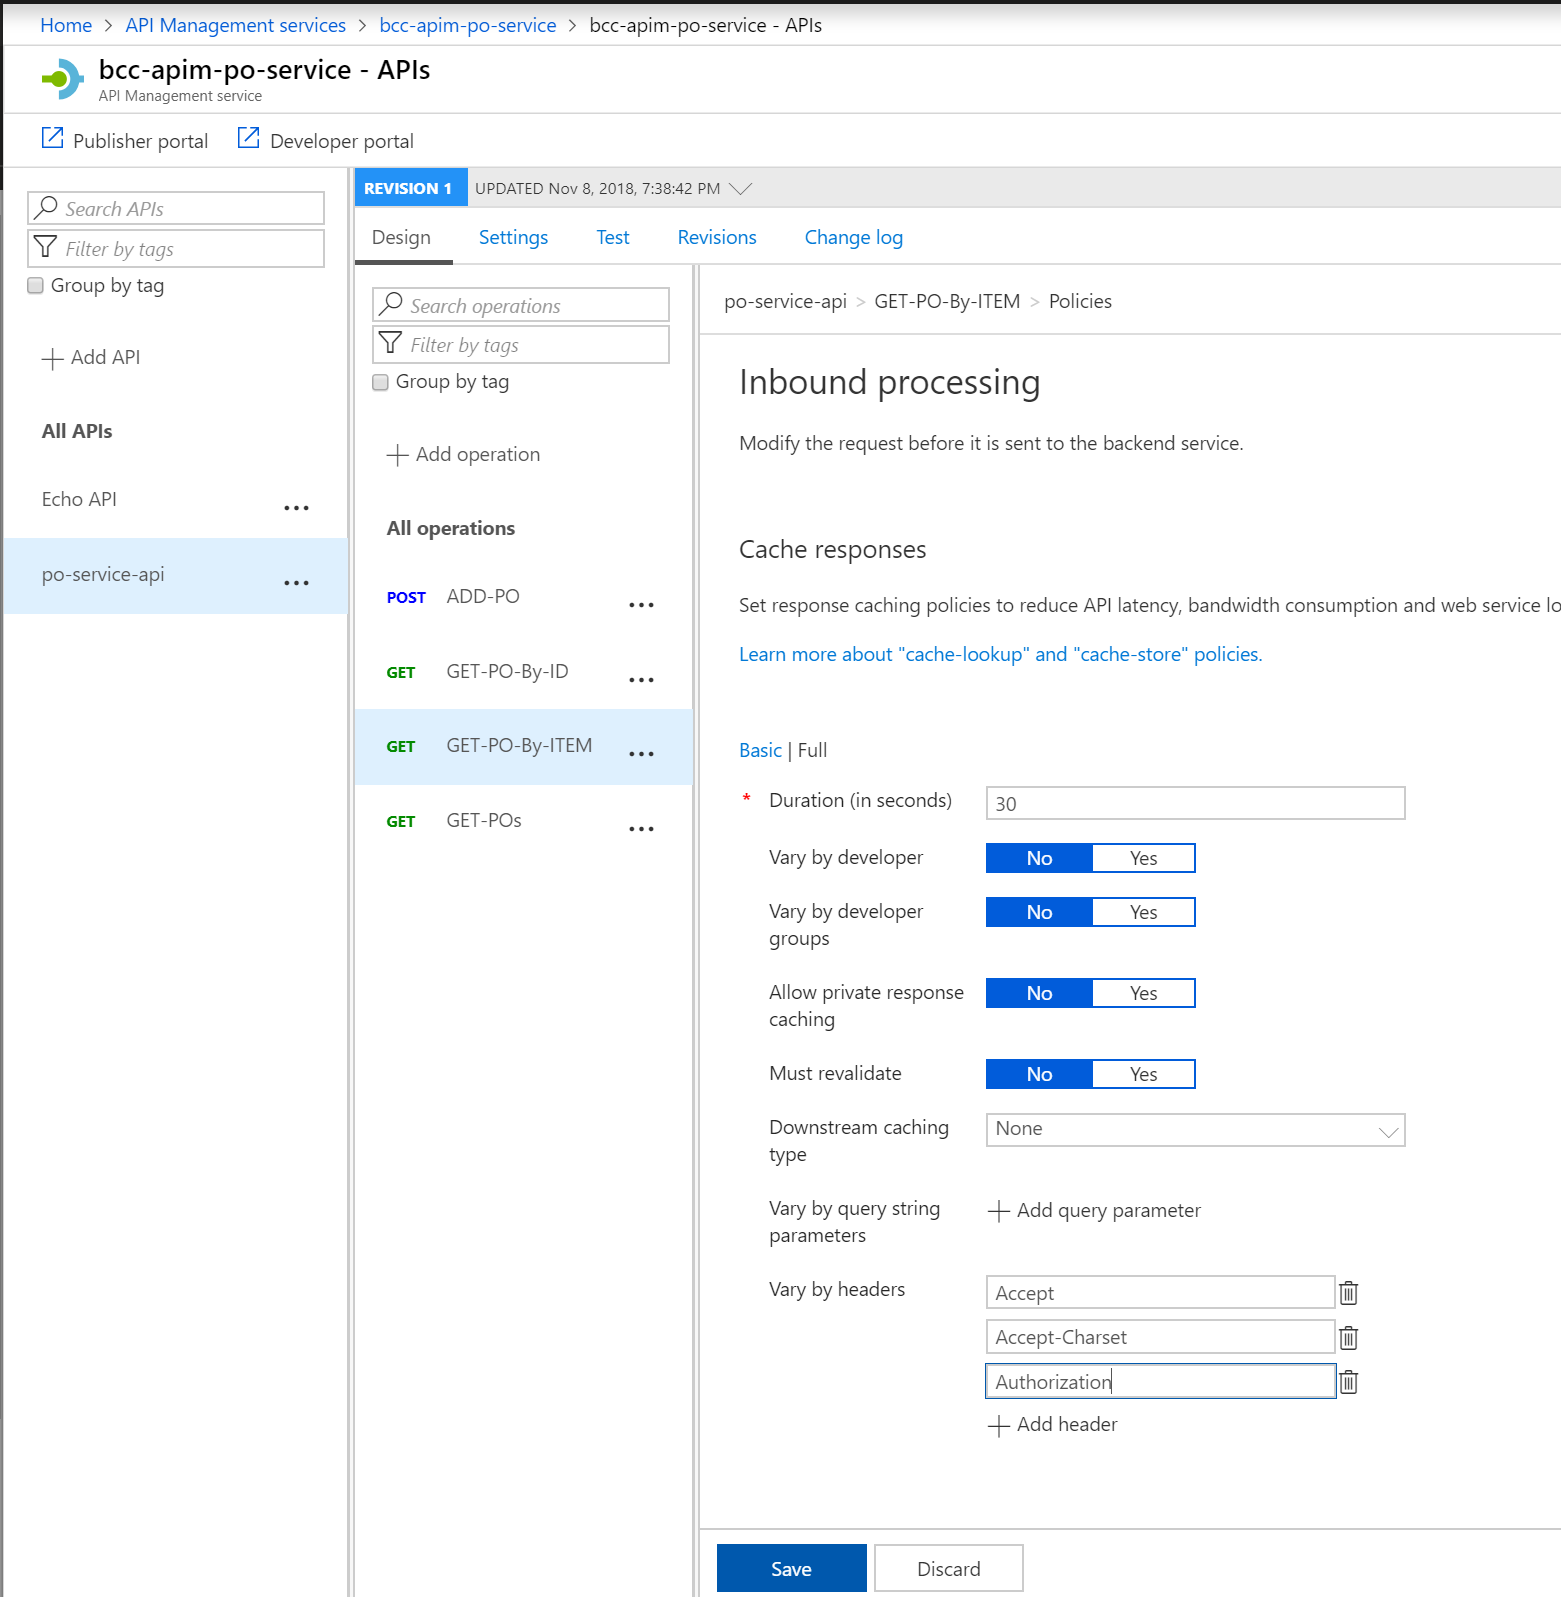 Home > API Management services > bcc-apim-po-service > bcc-apim-po-service - APIs
bcc-apim-po-service - APIs
API Management service
Publisher portal
Developer portal
Search APIs
Filter by tags
Group by tag
Add API
All APIs
Echo API
...
po-service-api
...
REVISION 1
UPDATED Nov 8, 2018, 7:38:42 PM
Design
Settings
Test
Revisions
Change log
Search operations
Filter by tags
Group by tag
Add operation
All operations
POST ADD-PO
...
GET GET-PO-By-ID
...
GET GET-PO-By-ITEM
...
GET GET-POs
...
po-service-api > GET-PO-By-ITEM > Policies
Inbound processing
Modify the request before it is sent to the backend service.
Cache responses
Set response caching policies to reduce API latency, bandwidth consumption and web service lo
Learn more about "cache-lookup" and "cache-store" policies.
Basic | Full
* Duration (in seconds)
30
Vary by developer
No Yes
Vary by developer
groups
No Yes
Allow private response
caching
No Yes
Must revalidate
No Yes
Downstream caching
type
None
Vary by query string
parameters
Add query parameter
Vary by headers
Accept
Accept-Charset
Authorization
Add header
Save
Discard